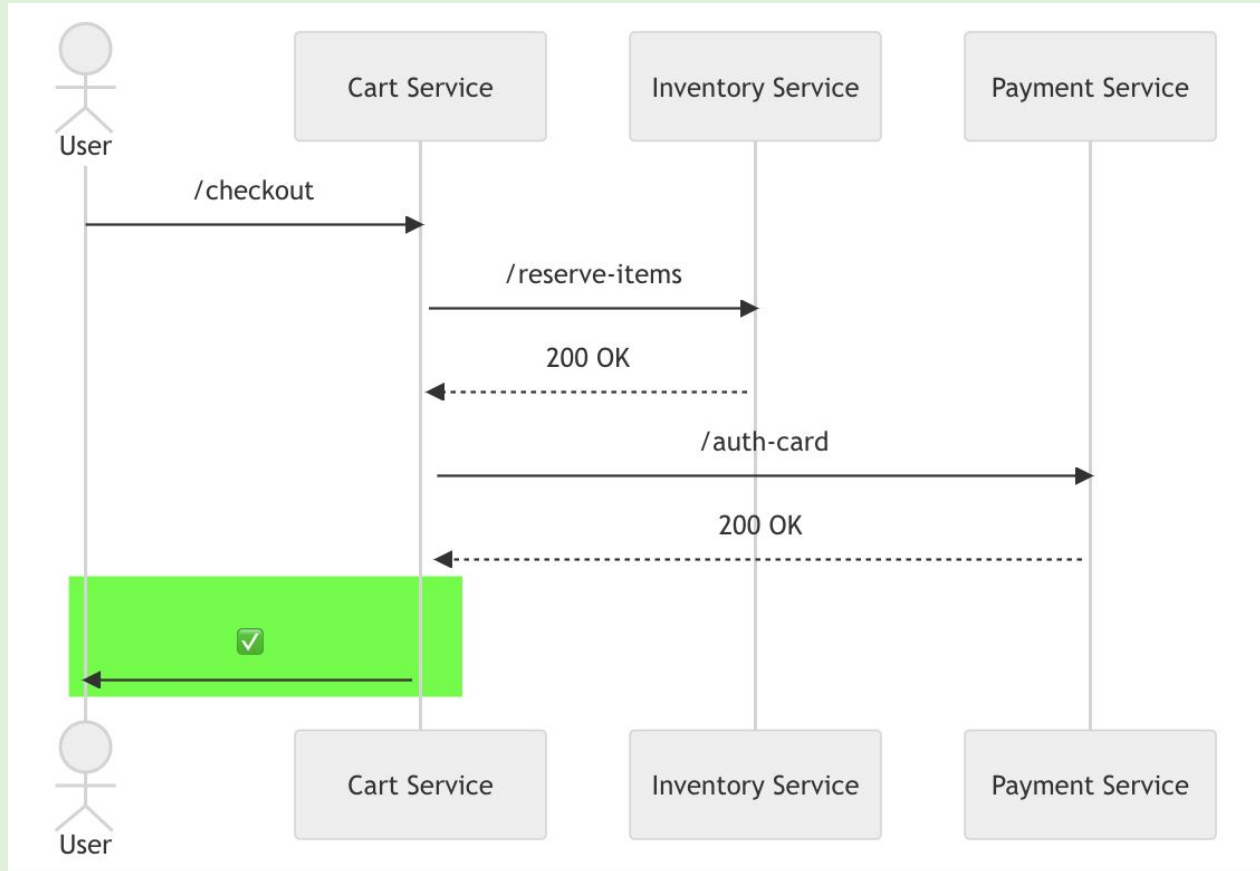 User
Cart Service
Inventory Service
Payment Service
/checkout
/reserve-items
200 OK
/auth-card
200 OK
✅
User
Cart Service
Inventory Service
Payment Service